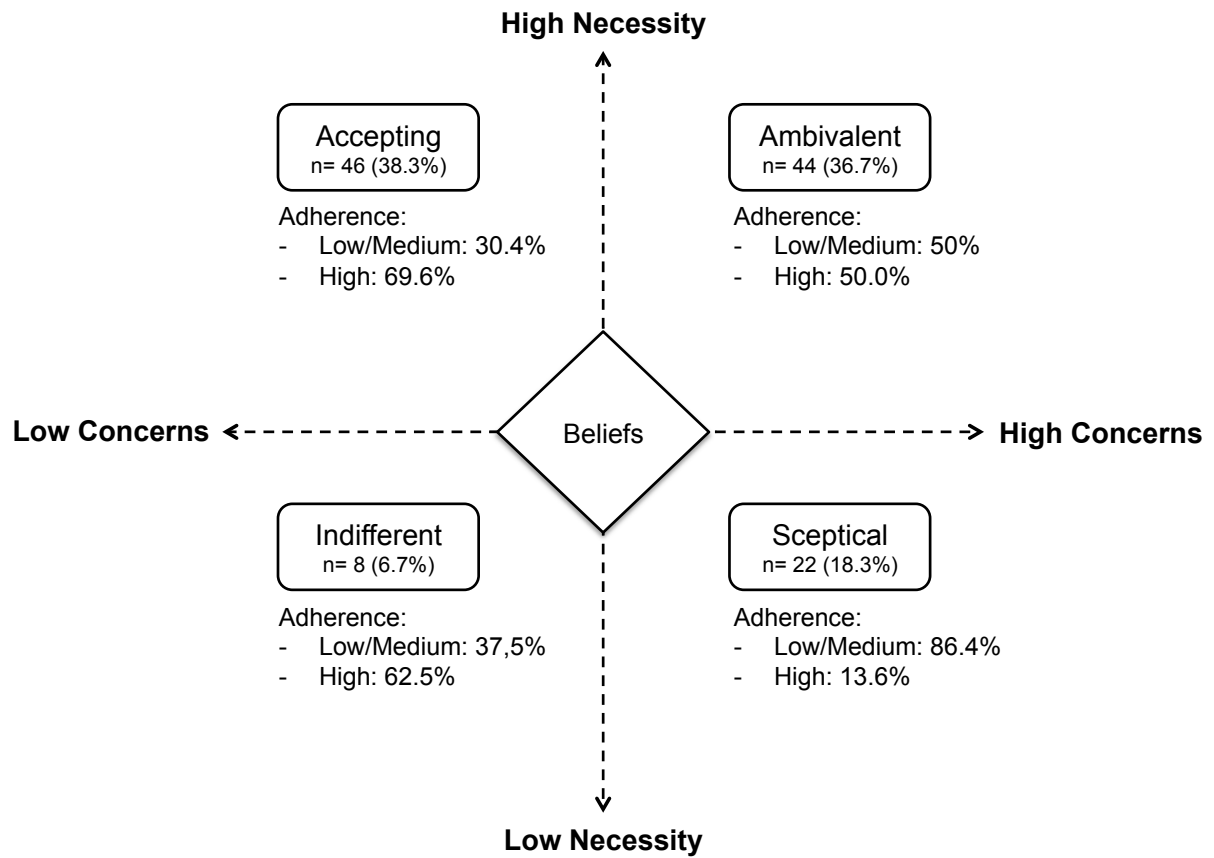 High Necessity
Accepting
n= 46 (38.3%)
Adherence:
- Low/Medium: 30.4%
- High: 69.6%
Ambivalent
n= 44 (36.7%)
Adherence:
- Low/Medium: 50%
- High: 50.0%
Low Concerns
Beliefs
High Concerns
Indifferent
n= 8 (6.7%)
Adherence:
- Low/Medium: 37,5%
- High: 62.5%
Sceptical
n= 22 (18.3%)
Adherence:
- Low/Medium: 86.4%
- High: 13.6%
Low Necessity